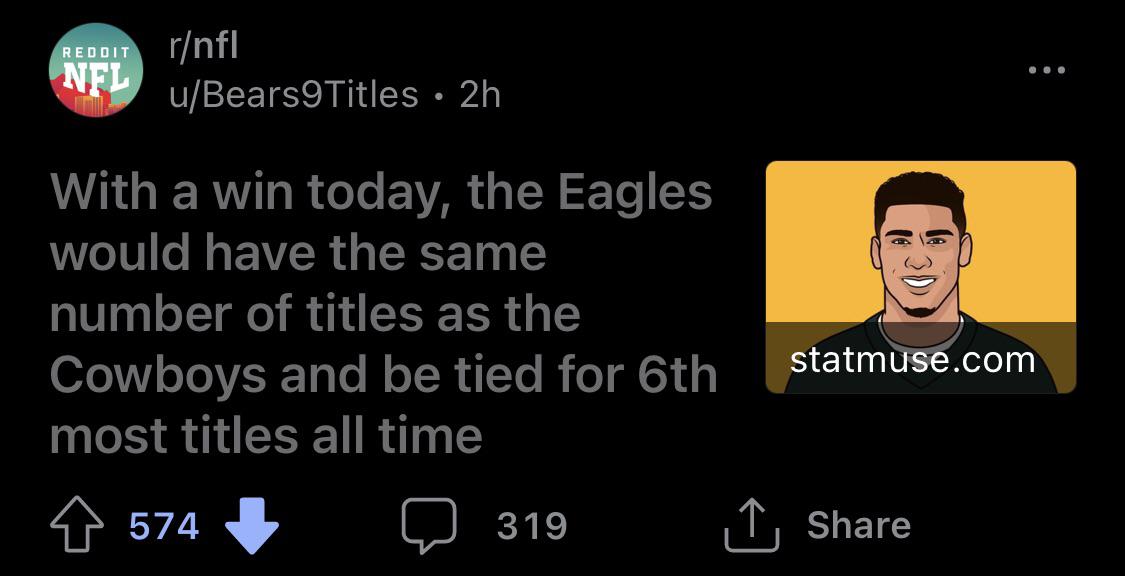 REDDIT
NFL
r/nfl
u/Bears9Titles • 2h
With a win today, the Eagles
would have the same
number of titles as the
Cowboys and be tied for 6th
most titles all time
statmuse.com
574
319
Share